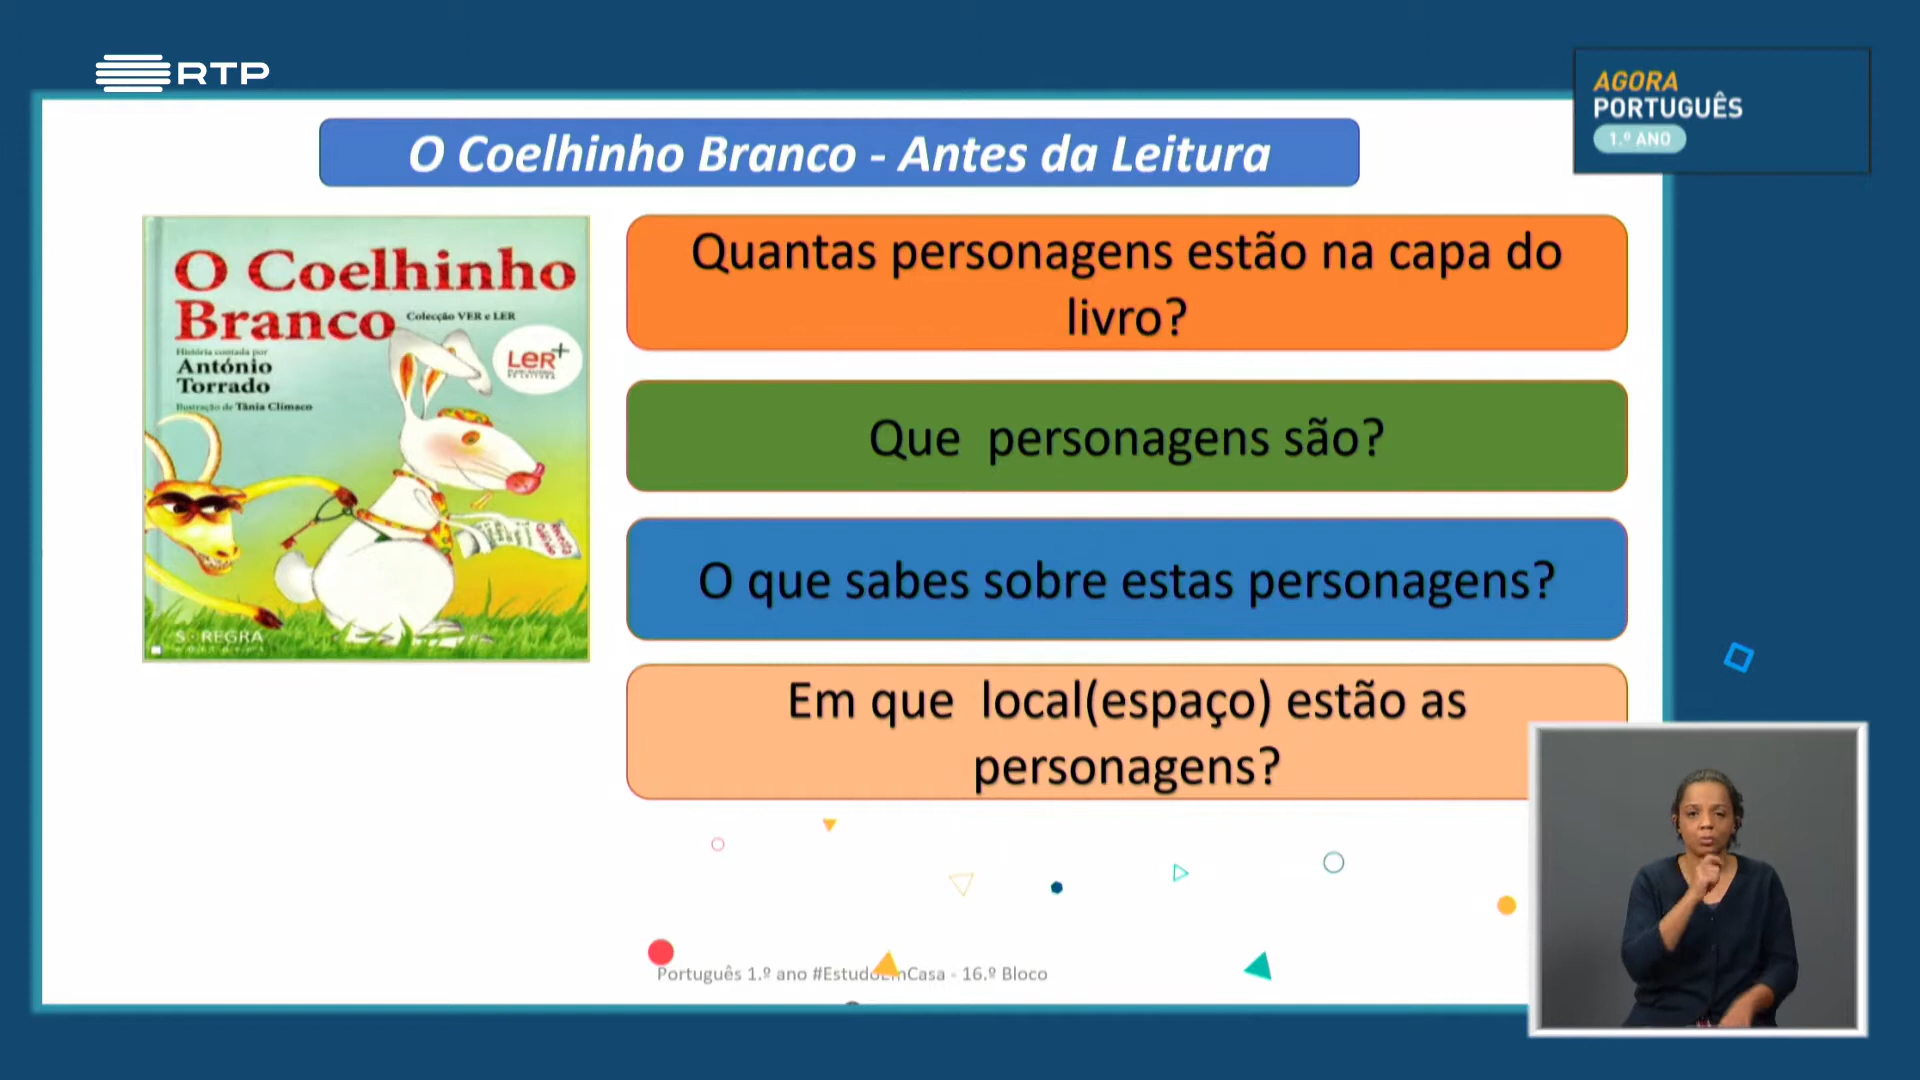 RTP
AGORA
PORTUGUÊS
1.º ANO
O Coelhinho Branco - Antes da Leitura
O Coelhinho
Branco
Colecção VER e LER
LER+
História contada por
António
Torrado
Ilustração de Tânia Clímaco
SOREGRA
Quantas personagens estão na capa do
livro?
Que personagens são?
O que sabes sobre estas personagens?
Em que local(espaço) estão as
personagens?
Português 1.º ano #EstudoEmCasa - 16.º Bloco